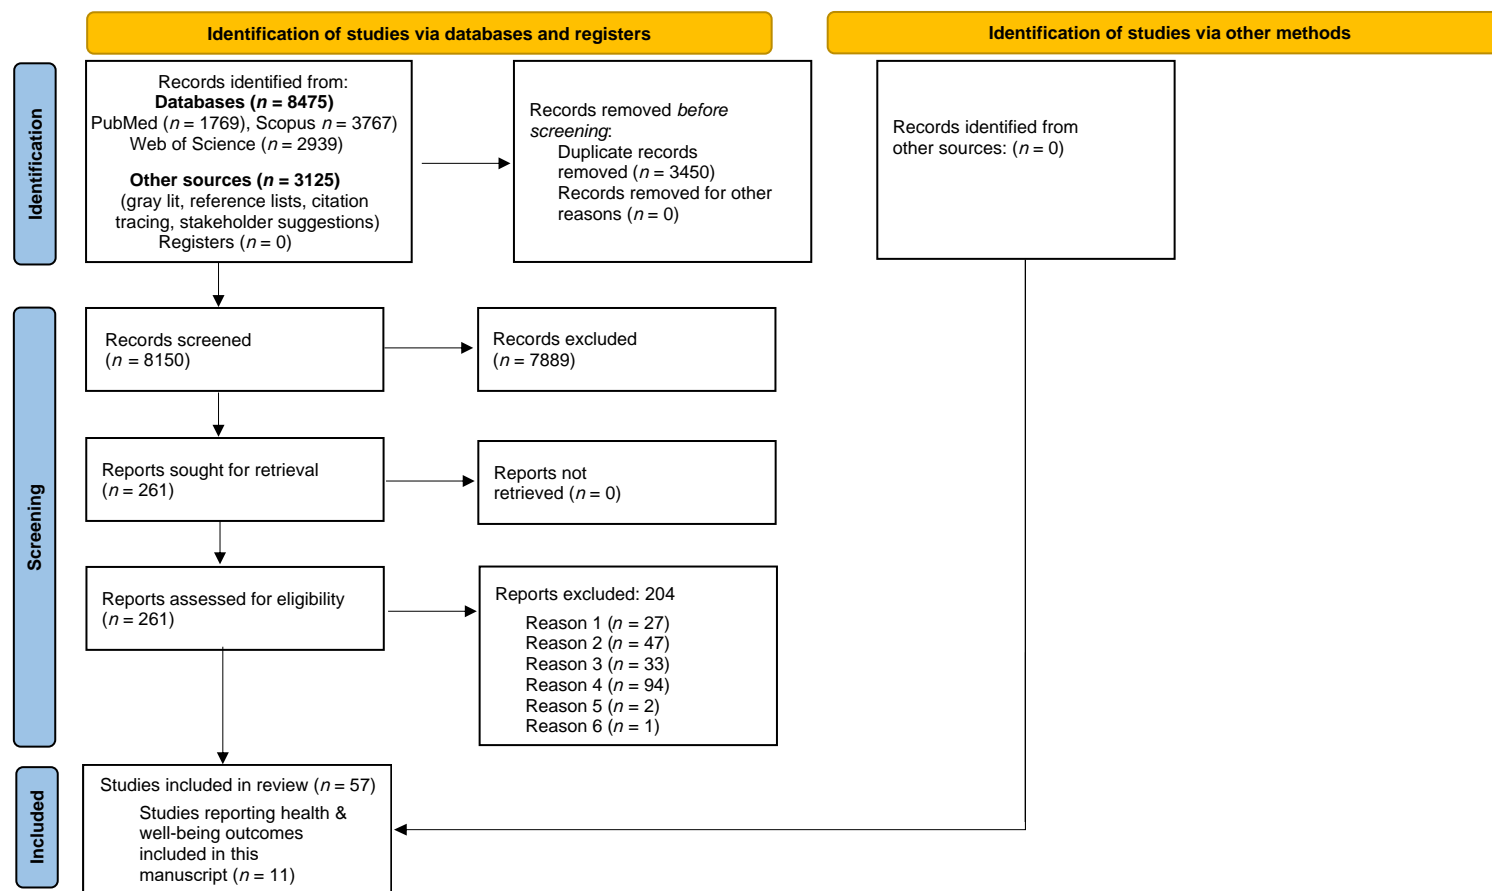 Identification of studies via databases and registers
Identification of studies via other methods
Identification
Records identified from:
Databases (n = 8475)
PubMed (n = 1769), Scopus n = 3767)
Web of Science (n = 2939)
Other sources (n = 3125)
(gray lit, reference lists, citation
tracing, stakeholder suggestions)
Registers (n = 0)
Records removed before
screening:
Duplicate records
removed (n = 3450)
Records removed for other
reasons (n = 0)
Records identified from
other sources: (n = 0)
Screening
Records screened
(n = 8150)
Records excluded
(n = 7889)
Reports sought for retrieval
(n = 261)
Reports not
retrieved (n = 0)
Reports assessed for eligibility
(n = 261)
Reports excluded: 204
Reason 1 (n = 27)
Reason 2 (n = 47)
Reason 3 (n = 33)
Reason 4 (n = 94)
Reason 5 (n = 2)
Reason 6 (n = 1)
Included
Studies included in review (n = 57)
Studies reporting health &
well-being outcomes
included in this
manuscript (n = 11)